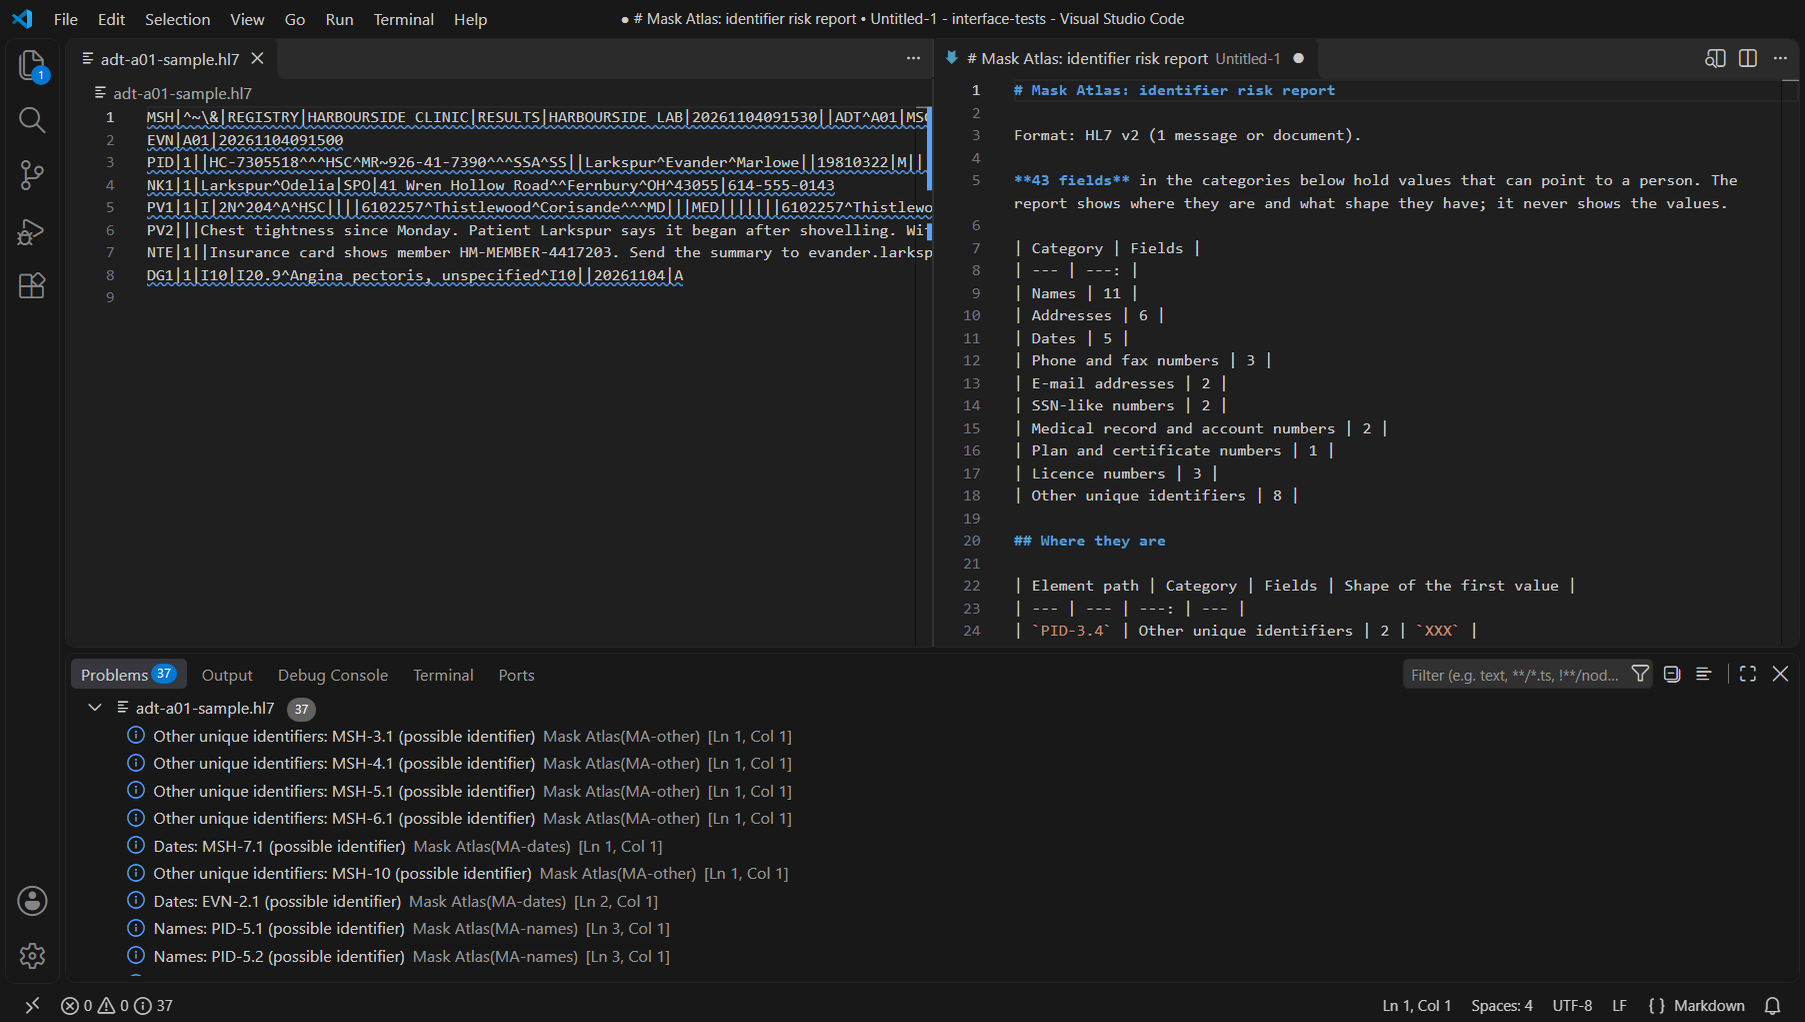 File Edit Selection View Go Run Terminal Help
● # Mask Atlas: identifier risk report • Untitled-1 - interface-tests - Visual Studio Code
1
adt-a01-sample.hl7
adt-a01-sample.hl7
1 MSH|^~\&|REGISTRY|HARBOURSIDE CLINIC|RESULTS|HARBOURSIDE LAB|20261104091530||ADT^A01|MSG
2 EVN|A01|20261104091500
3 PID|1||HC-7305518^^^HSC^MR~926-41-7390^^^SSA^SS||Larkspur^Evander^Marlowe||19810322|M||
4 NK1|1|Larkspur^Odelia|SPO|41 Wren Hollow Road^^Fernbury^OH^43055|614-555-0143
5 PV1|1|I|2N^204^A^HSC||||6102257^Thistlewood^Corisande^^^MD|||MED|||||||6102257^Thistlewo
6 PV2|||Chest tightness since Monday. Patient Larkspur says it began after shovelling. Wi
7 NTE|1||Insurance card shows member HM-MEMBER-4417203. Send the summary to evander.larksp
8 DG1|1|I10|I20.9^Angina pectoris, unspecified^I10||20261104|A
9
# Mask Atlas: identifier risk report Untitled-1
1 # Mask Atlas: identifier risk report
2
3 Format: HL7 v2 (1 message or document).
4
5 **43 fields** in the categories below hold values that can point to a person. The
report shows where they are and what shape they have; it never shows the values.
6
7 | Category | Fields |
8 | --- | ---: |
9 | Names | 11 |
10 | Addresses | 6 |
11 | Dates | 5 |
12 | Phone and fax numbers | 3 |
13 | E-mail addresses | 2 |
14 | SSN-like numbers | 2 |
15 | Medical record and account numbers | 2 |
16 | Plan and certificate numbers | 1 |
17 | Licence numbers | 3 |
18 | Other unique identifiers | 8 |
19
20 ## Where they are
21
22 | Element path | Category | Fields | Shape of the first value |
23 | --- | --- | ---: | --- |
24 | `PID-3.4` | Other unique identifiers | 2 | `XXX` |
Problems 37 Output Debug Console Terminal Ports
Filter (e.g. text, **/*.ts, !**/nod...
adt-a01-sample.hl7 37
Other unique identifiers: MSH-3.1 (possible identifier) Mask Atlas(MA-other) [Ln 1, Col 1]
Other unique identifiers: MSH-4.1 (possible identifier) Mask Atlas(MA-other) [Ln 1, Col 1]
Other unique identifiers: MSH-5.1 (possible identifier) Mask Atlas(MA-other) [Ln 1, Col 1]
Other unique identifiers: MSH-6.1 (possible identifier) Mask Atlas(MA-other) [Ln 1, Col 1]
Dates: MSH-7.1 (possible identifier) Mask Atlas(MA-dates) [Ln 1, Col 1]
Other unique identifiers: MSH-10 (possible identifier) Mask Atlas(MA-other) [Ln 1, Col 1]
Dates: EVN-2.1 (possible identifier) Mask Atlas(MA-dates) [Ln 2, Col 1]
Names: PID-5.1 (possible identifier) Mask Atlas(MA-names) [Ln 3, Col 1]
Names: PID-5.2 (possible identifier) Mask Atlas(MA-names) [Ln 3, Col 1]
0 0 37
Ln 1, Col 1 Spaces: 4 UTF-8 LF { } Markdown